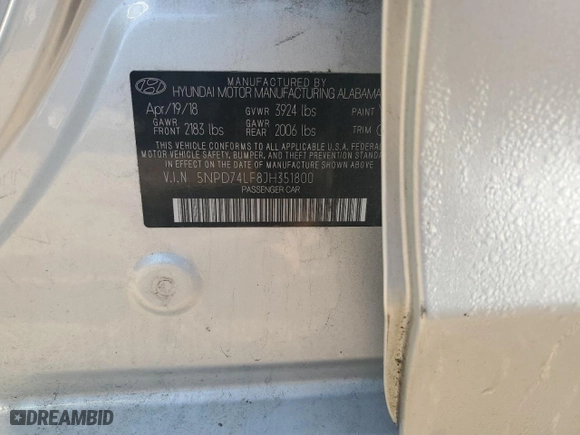 MANUFACTURED BY
HYUNDAI MOTOR MANUFACTURING ALABAMA
Apr/19/18 GVWR 3924 lbs PAINT
GAWR FRONT 2183 lbs GAWR REAR 2006 lbs TRIM
THIS VEHICLE CONFORMS TO ALL APPLICABLE U.S.A. FEDERAL
MOTOR VEHICLE SAFETY, BUMPER, AND THEFT PREVENTION STANDARDS
IN EFFECT ON THE DATE OF MANUFACTURE SHOWN ABOVE.
V.I.N 5NPD74LF8JH351800
PASSENGER CAR
DREAMBID